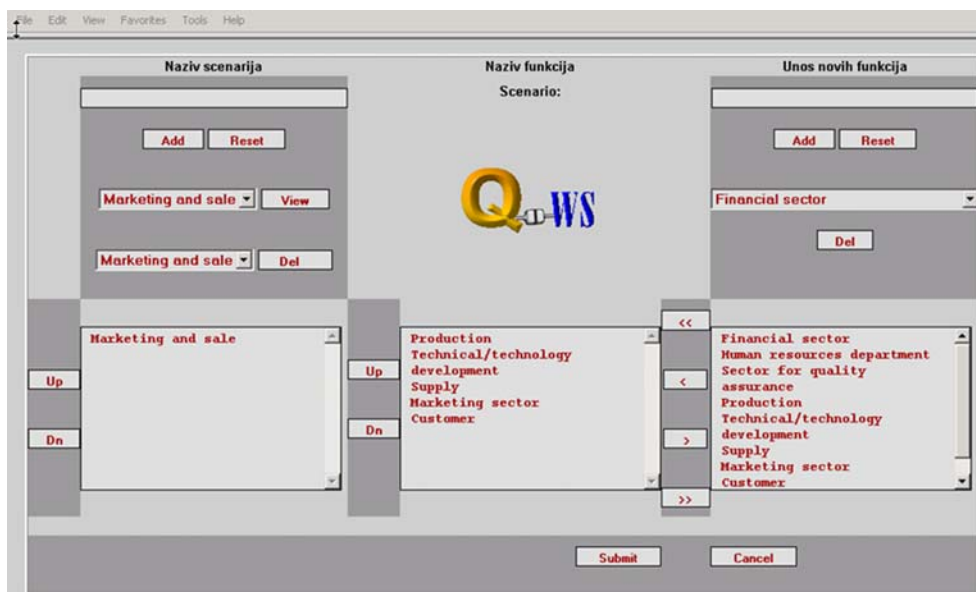 File Edit View Favorites Tools Help
Naziv scenarija
Add Reset
Marketing and sale View
Marketing and sale Del
Naziv funkcija
Scenario:
Q WS
Unos novih funkcija
Add Reset
Financial sector
Del
Up
Dn
Marketing and sale
Up
Dn
Production
Technical/technology
development
Supply
Marketing sector
Customer
<<
<
>
>>
Financial sector
Human resources department
Sector for quality
assurance
Production
Technical/technology
development
Supply
Marketing sector
Customer
Submit Cancel